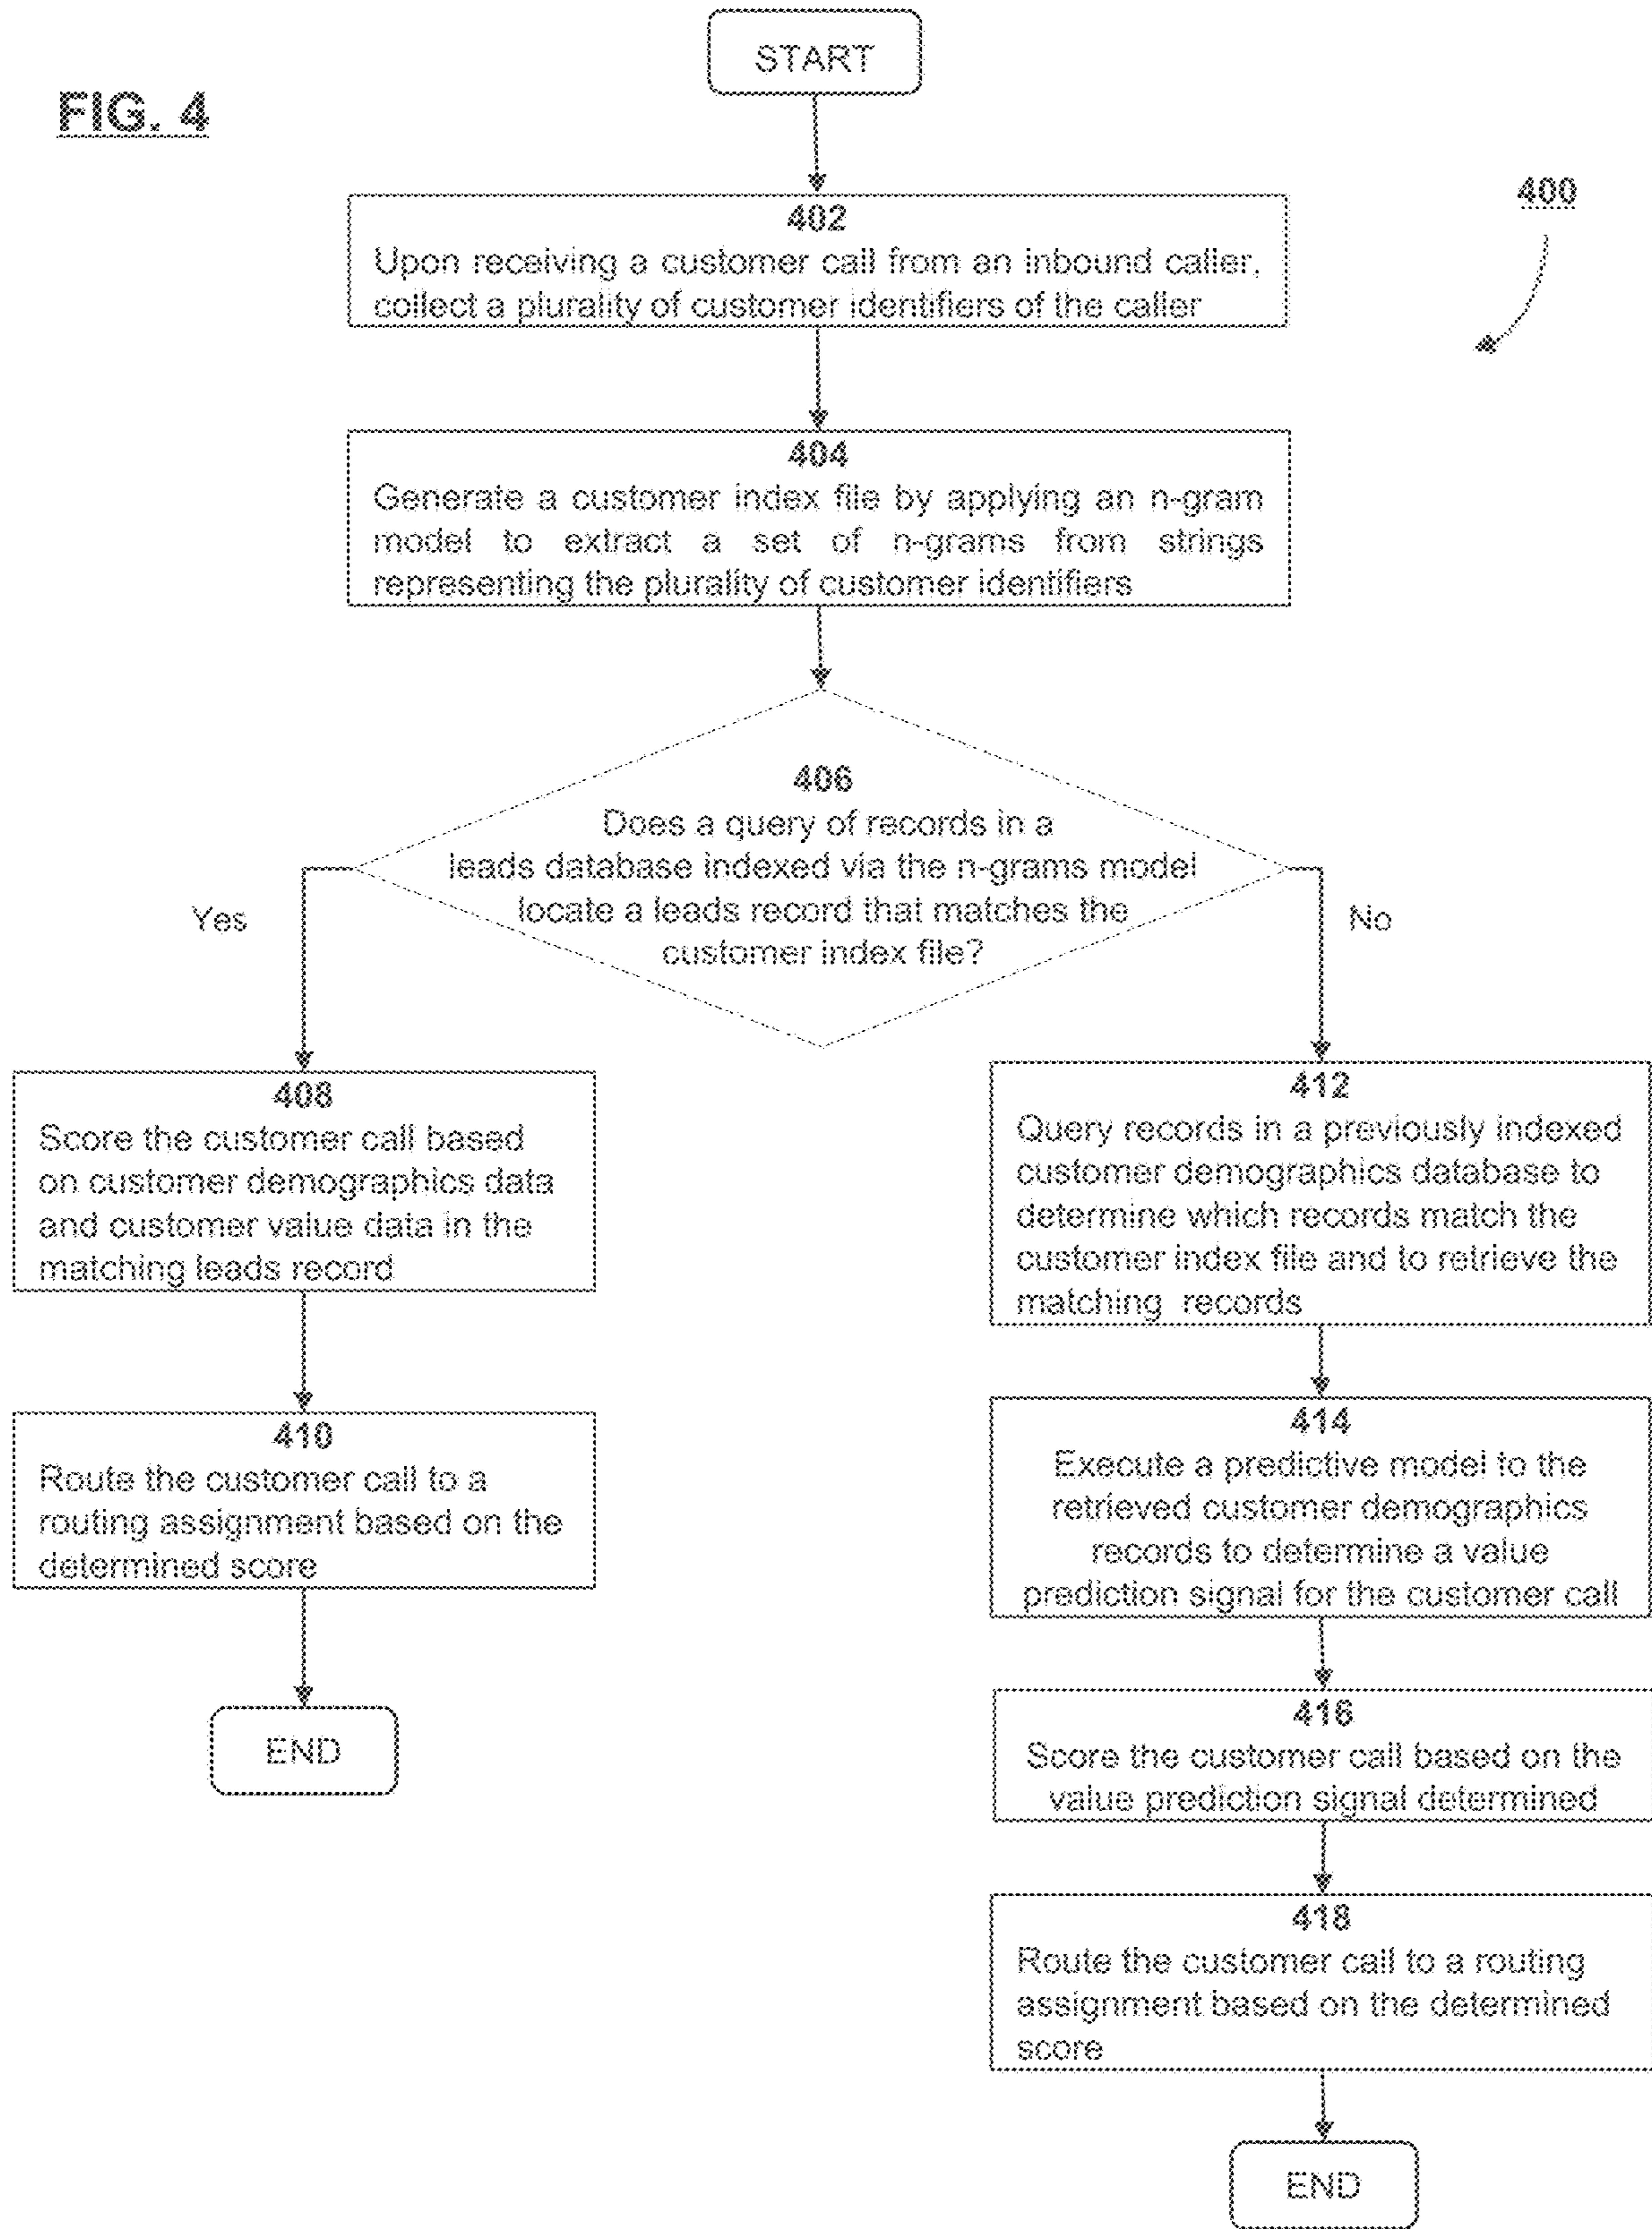 START
FIG. 4
400
402
Upon receiving a customer call from an inbound caller,
collect a plurality of customer identifiers of the caller
404
Generate a customer index file by applying an n-gram
model to extract a set of n-grams from strings
representing the plurality of customer identifiers
406
Does a query of records in a
leads database indexed via the n-grams model
locate a leads record that matches the
customer index file?
Yes
No
408
Score the customer call based
on customer demographics data
and customer value data in the
matching leads record
410
Route the customer call to a
routing assignment based on the
determined score
END
412
Query records in a previously indexed
customer demographics database to
determine which records match the
customer index file and to retrieve the
matching records
414
Execute a predictive model to the
retrieved customer demographics
records to determine a value
prediction signal for the customer call
416
Score the customer call based on the
value prediction signal determined
418
Route the customer call to a routing
assignment based on the determined
score
END